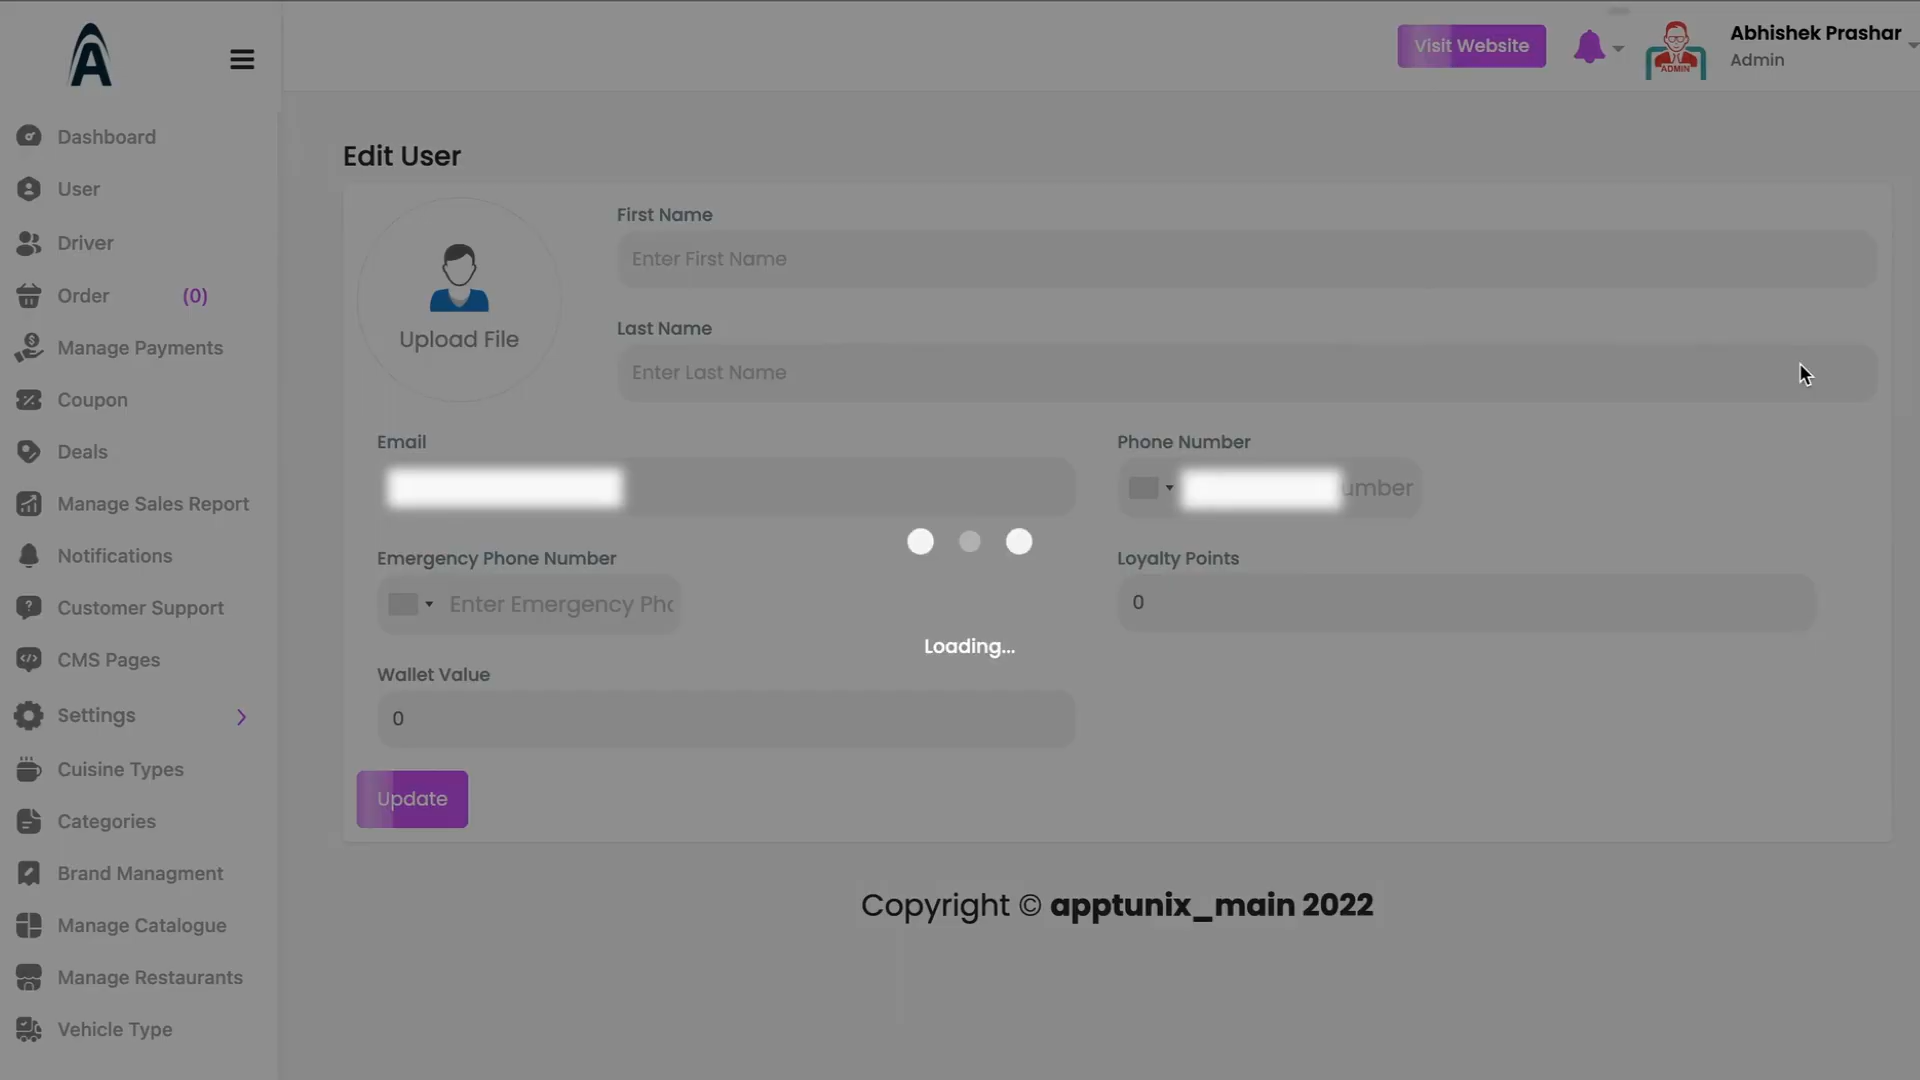 Visit Website
Abhishek Prashar
Admin
ADMIN
Dashboard
User
Driver
Order (0)
Manage Payments
Coupon
Deals
Manage Sales Report
Notifications
Customer Support
CMS Pages
Settings
Cuisine Types
Categories
Brand Managment
Manage Catalogue
Manage Restaurants
Vehicle Type
Edit User
Upload File
First Name
Enter First Name
Last Name
Enter Last Name
Email
Phone Number
umber
Emergency Phone Number
Enter Emergency Pho
Loyalty Points
0
Loading...
Wallet Value
0
Update
Copyright © apptunix_main 2022